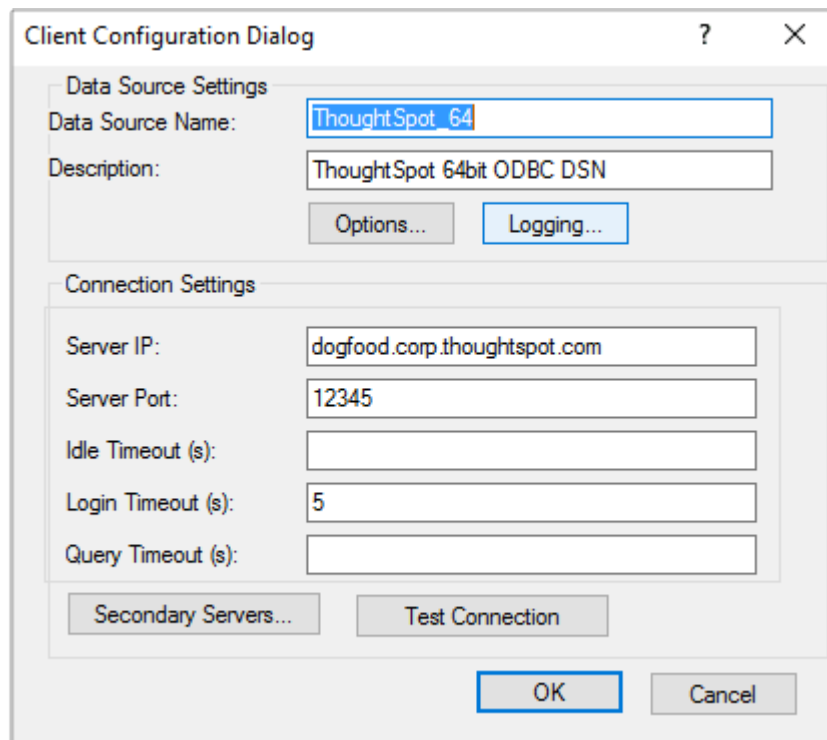 Client Configuration Dialog ?
Data Source Settings
Data Source Name: ThoughtSpot_64
Description: ThoughtSpot 64bit ODBC DSN
Options... Logging...
Connection Settings
Server IP: dogfood.corp.thoughtspot.com
Server Port: 12345
Idle Timeout (s):
Login Timeout (s): 5
Query Timeout (s):
Secondary Servers... Test Connection
OK Cancel